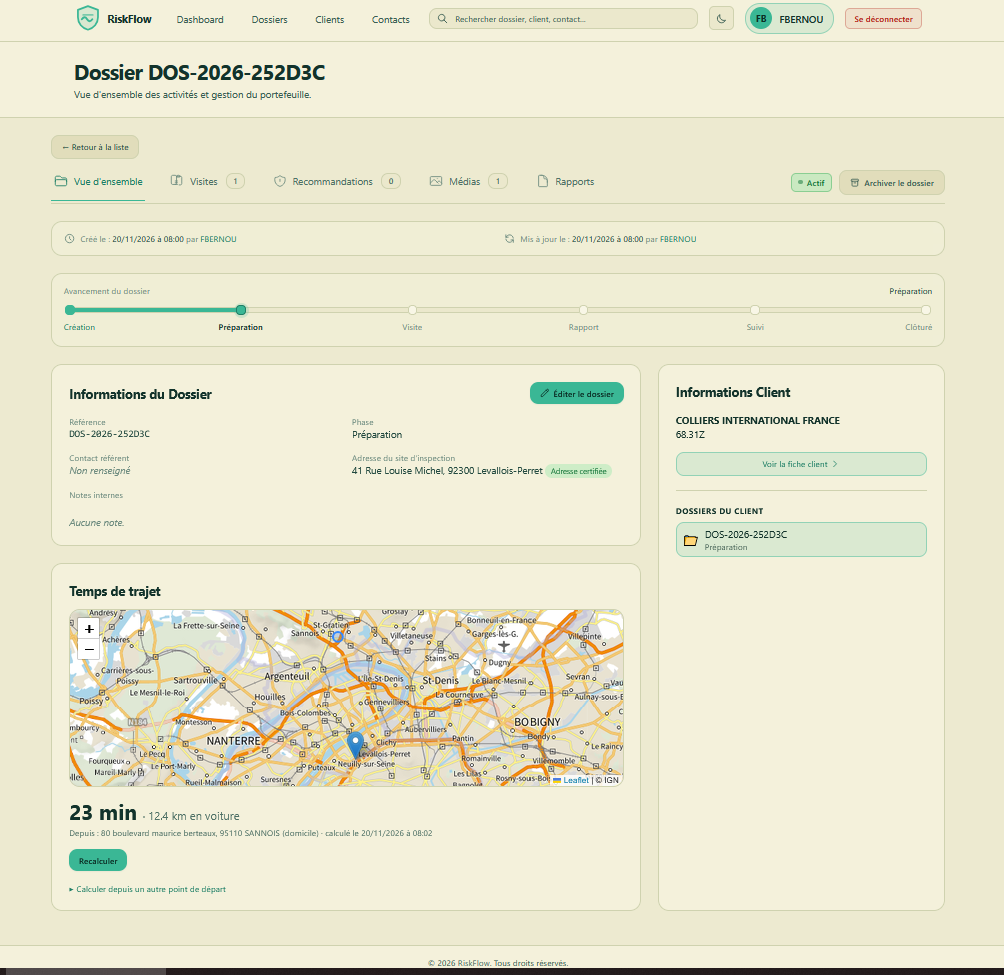 RiskFlow
Dashboard
Dossiers
Clients
Contacts
Rechercher dossier, client, contact...
FB
FBERNOU
Se déconnecter
Dossier DOS-2026-252D3C
Vue d'ensemble des activités et gestion du portefeuille.
← Retour à la liste
Vue d'ensemble
Visites 1
Recommandations 0
Médias 1
Rapports
Actif
Archiver le dossier
Créé le : 20/11/2026 à 08:00 par FBERNOU
Mis à jour le : 20/11/2026 à 08:00 par FBERNOU
Avancement du dossier
Préparation
Création
Préparation
Visite
Rapport
Suivi
Clôturé
Informations du Dossier
Éditer le dossier
Référence
DOS-2026-252D3C
Phase
Préparation
Contact référent
Non renseigné
Adresse du site d'inspection
41 Rue Louise Michel, 92300 Levallois-Perret Adresse certifiée
Notes internes
Aucune note.
Informations Client
COLLIERS INTERNATIONAL FRANCE
68.31Z
Voir la fiche client
DOSSIERS DU CLIENT
DOS-2026-252D3C
Préparation
Temps de trajet
+
−
Andrésy
La Frette-sur-Seine
St-Gratien
Groslay
Bonneuil-en-France
Achères
Sannois
Villetaneuse
Garges-lès-G.
Villepinte
Stains
Dugny
Carrières-sous-
Poissy
Sartrouville
Argenteuil
L'Île-St-Denis
St-Denis
Le Blanc-Mesnil
Sevran
Le Mesnil-le-Roi
Houilles
Gennevilliers
La Courneuve
Aulnay-sous-B
Poissy
Bois-Colombes
Montesson
Aubervilliers
BOBIGNY
NANTERRE
Clichy
Pantin
Bondy
Le Raincy
Le Pecq
Levallois-Perret
Fourqueux
Le Port-Marly
Puteaux
Neuilly-sur-Seine
Romainville
Villemomble
Mareil-Marly
Rueil-Malmaison
Suresnes
Les Lilas
Rosny-sous-Bo
Bagnolet
Leaflet | © IGN
23 min · 12.4 km en voiture
Depuis : 80 boulevard maurice berteaux, 95110 SANNOIS (domicile) · calculé le 20/11/2026 à 08:02
Recalculer
▸ Calculer depuis un autre point de départ
© 2026 RiskFlow. Tous droits réservés.